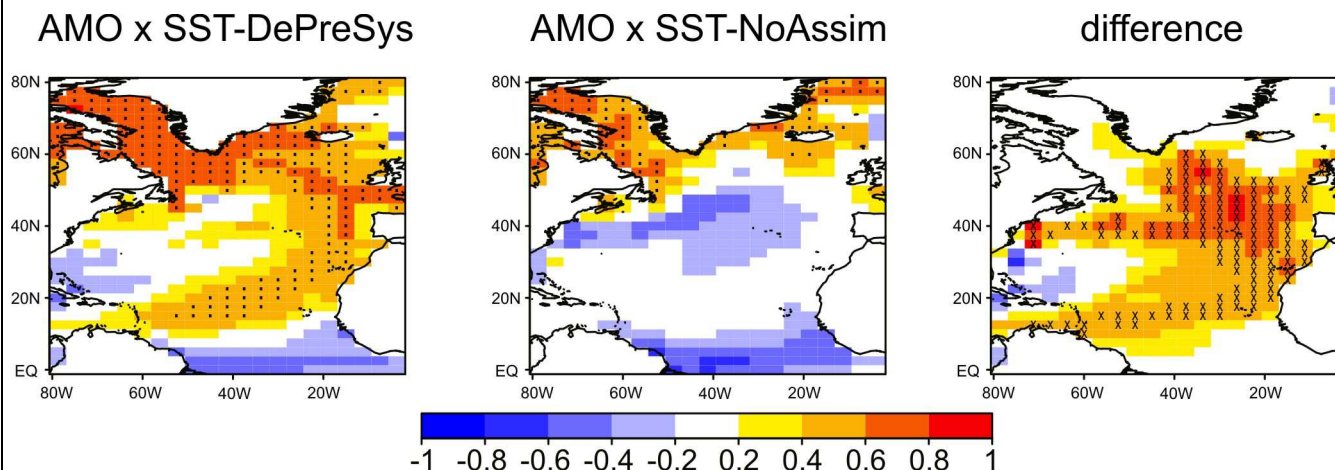 AMO x SST-DePreSys AMO x SST-NoAssim difference
80N 80N 80N
60N 60N 60N
40N 40N 40N
20N 20N 20N
EQ EQ EQ
80W 60W 40W 20W 80W 60W 40W 20W 80W 60W 40W 20W
-1 -0.8 -0.6 -0.4 -0.2 0.2 0.4 0.6 0.8 1